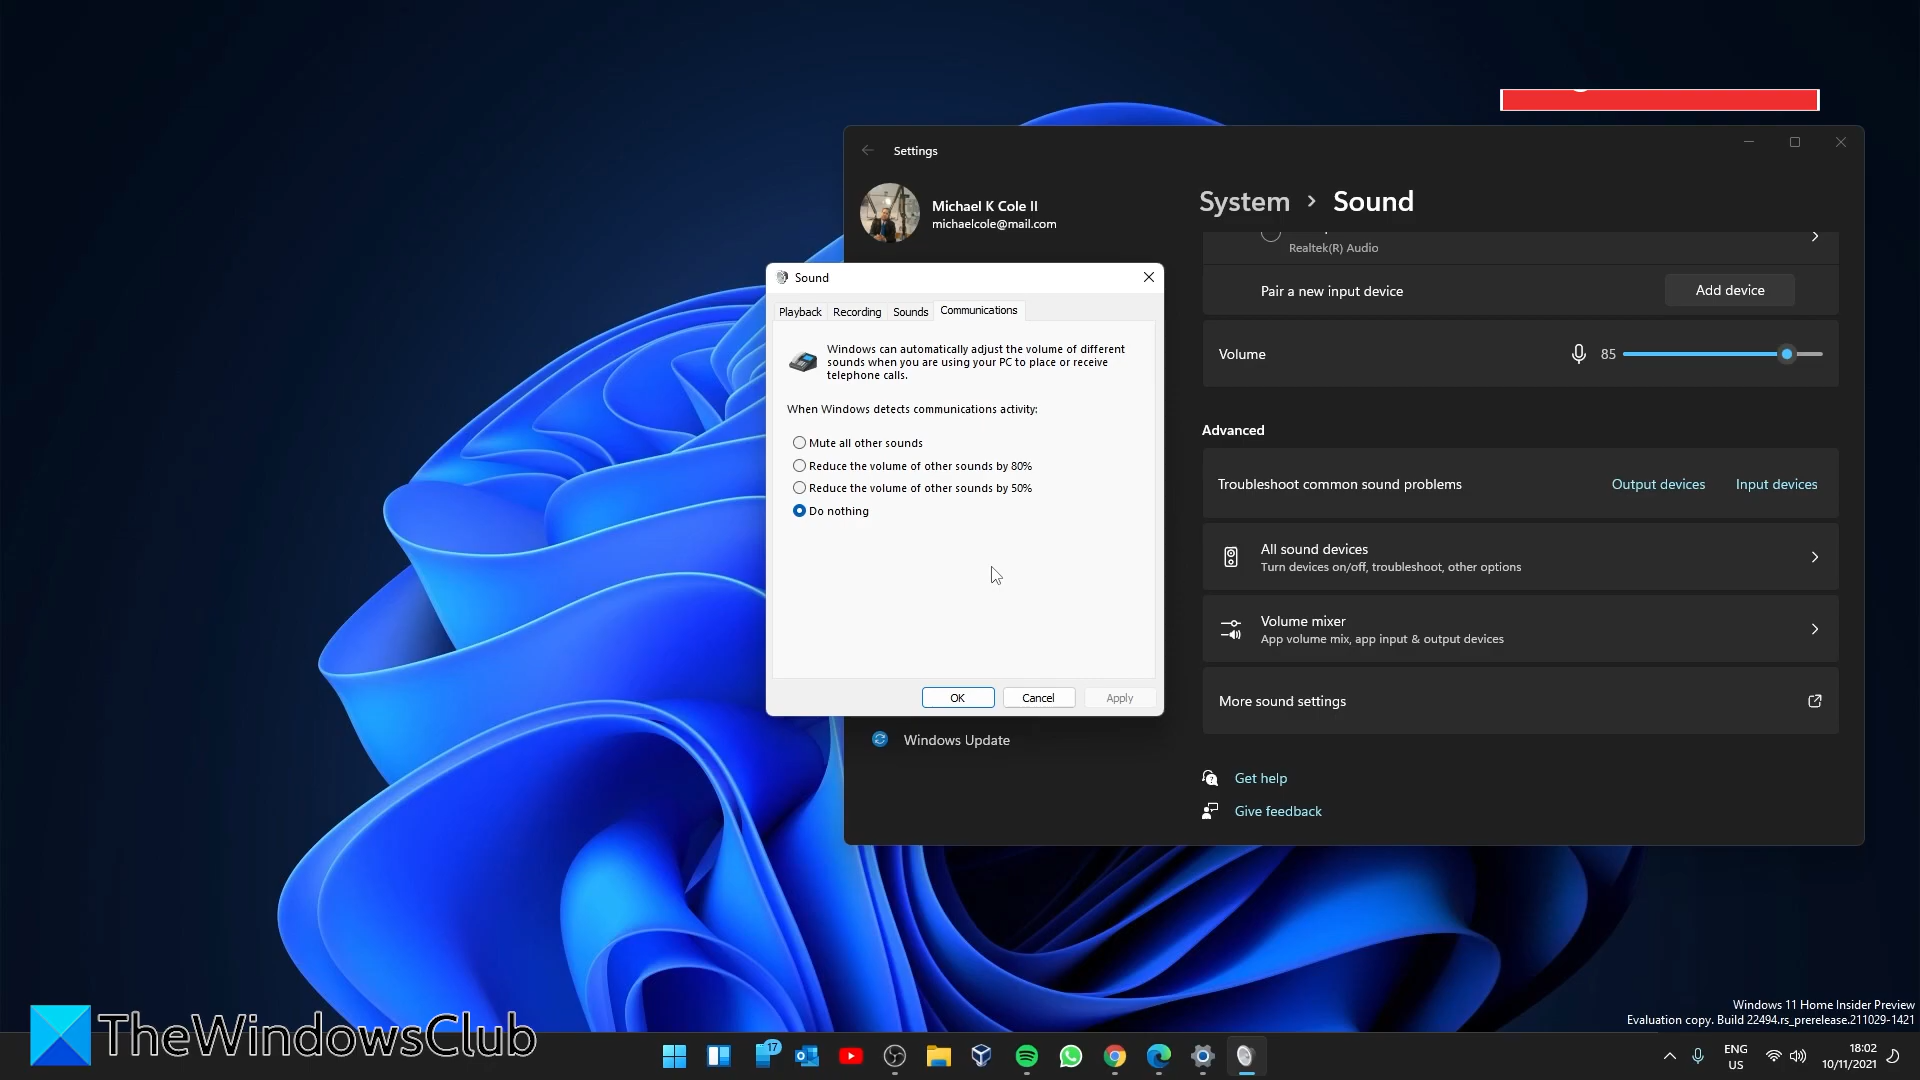 Settings
Michael K Cole II
michaelcole@mail.com
System > Sound
Realtek(R) Audio
Pair a new input device
Add device
Volume
85
Advanced
Troubleshoot common sound problems
Output devices
Input devices
All sound devices
Turn devices on/off, troubleshoot, other options
Volume mixer
App volume mix, app input & output devices
More sound settings
Get help
Give feedback
Windows Update
Sound
Playback
Recording
Sounds
Communications
Windows can automatically adjust the volume of different
sounds when you are using your PC to place or receive
telephone calls.
When Windows detects communications activity:
Mute all other sounds
Reduce the volume of other sounds by 80%
Reduce the volume of other sounds by 50%
Do nothing
OK
Cancel
Apply
Windows 11 Home Insider Preview
Evaluation copy. Build 22494.rs_prerelease.211029-1421
TheWindowsClub
17
ENG
US
18:02
10/11/2021